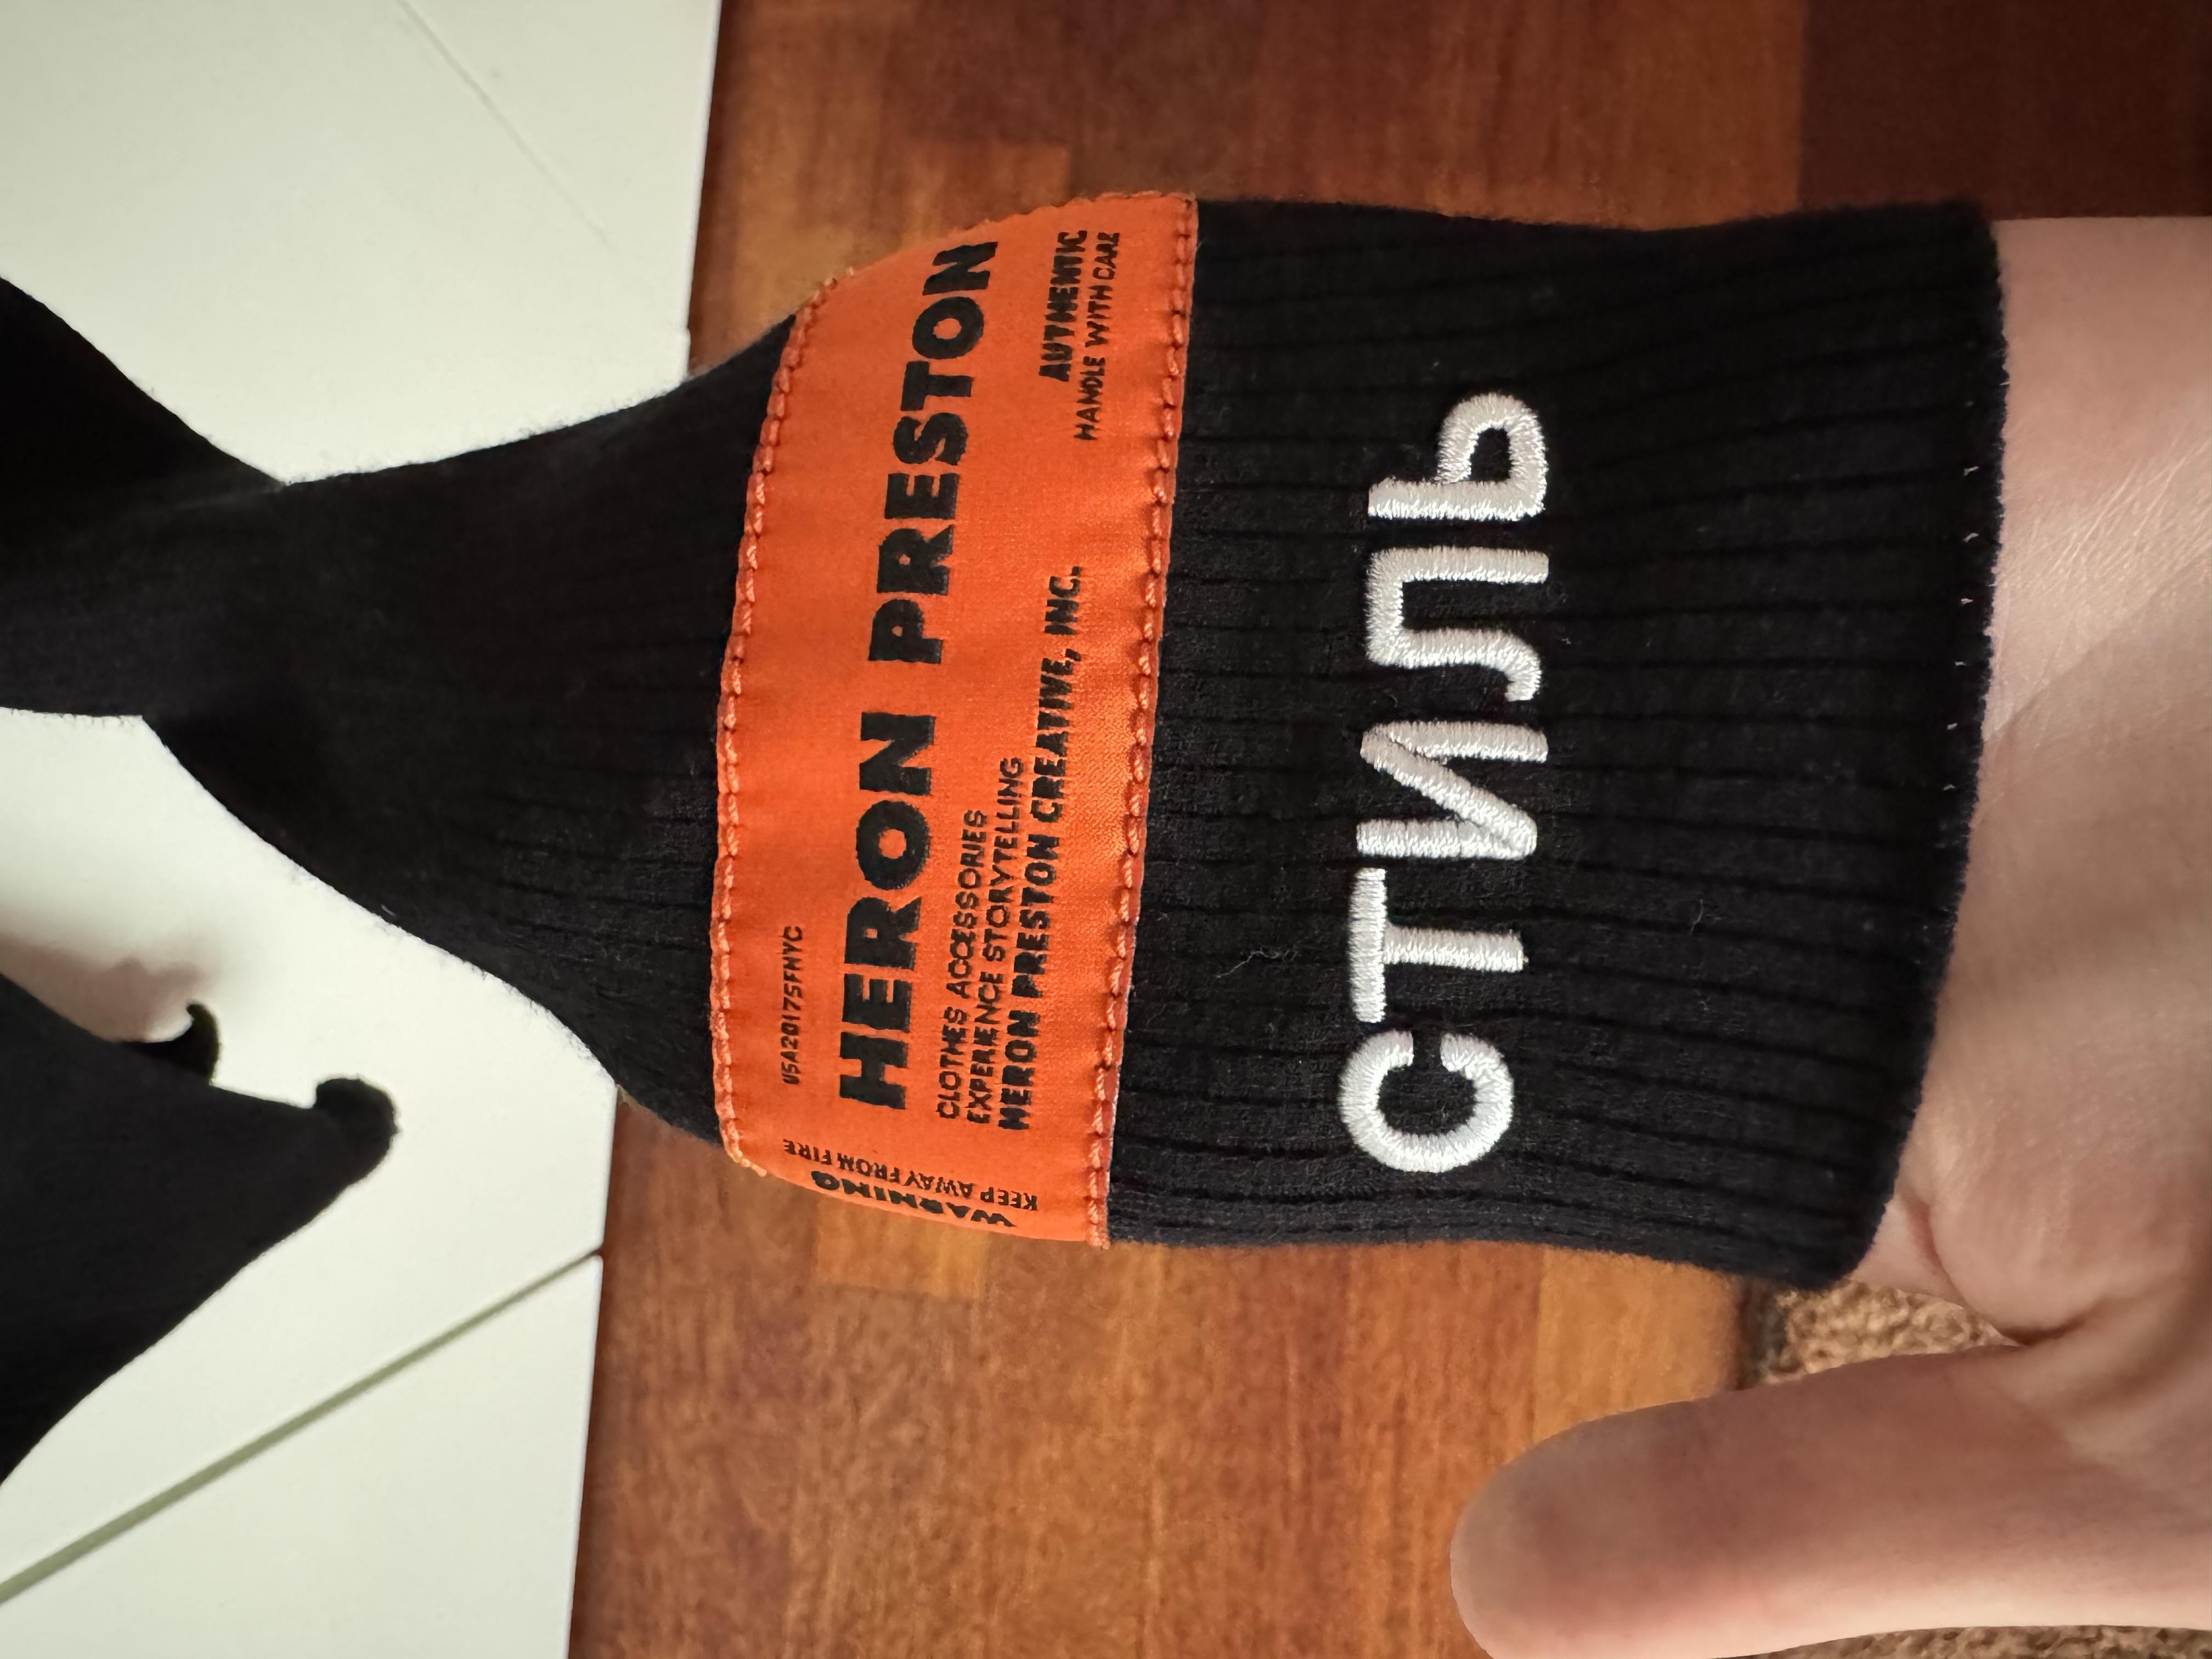 USA2017SFNYC
HERON PRESTON
CLOTHES ACCESSORIES
EXPERIENCE STORYTELLING
HERON PRESTON CREATIVE, INC.
AUTHENTIC
HANDLE WITH CARE
WARNING
KEEP AWAY FROM FIRE
СТИЛЬ